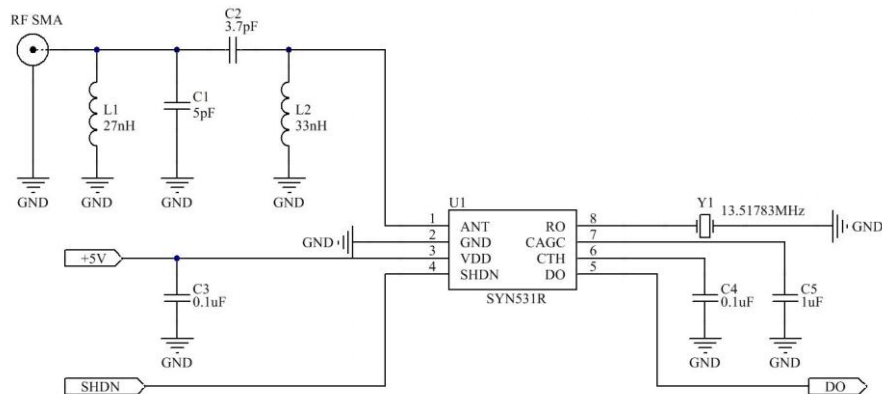 RF SMA
C2
3.7pF
L1
27nH
C1
5pF
L2
33nH
GND
GND
GND
GND
U1
1
ANT
RO
8
Y1
13.51783MHz
GND
GND
2
GND
CAGC
7
+5V
3
VDD
CTH
6
4
SHDN
DO
5
C3
0.1uF
SYN531R
C4
0.1uF
C5
1uF
GND
GND
GND
SHDN
DO